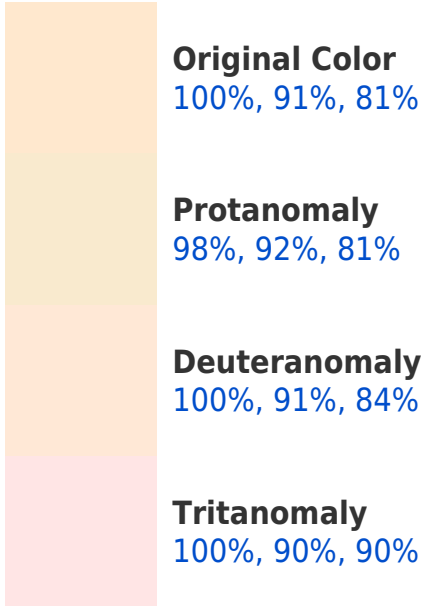 Original Color
100%, 91%, 81%
Protanomaly
98%, 92%, 81%
Deuteranomaly
100%, 91%, 84%
Tritanomaly
100%, 90%, 90%